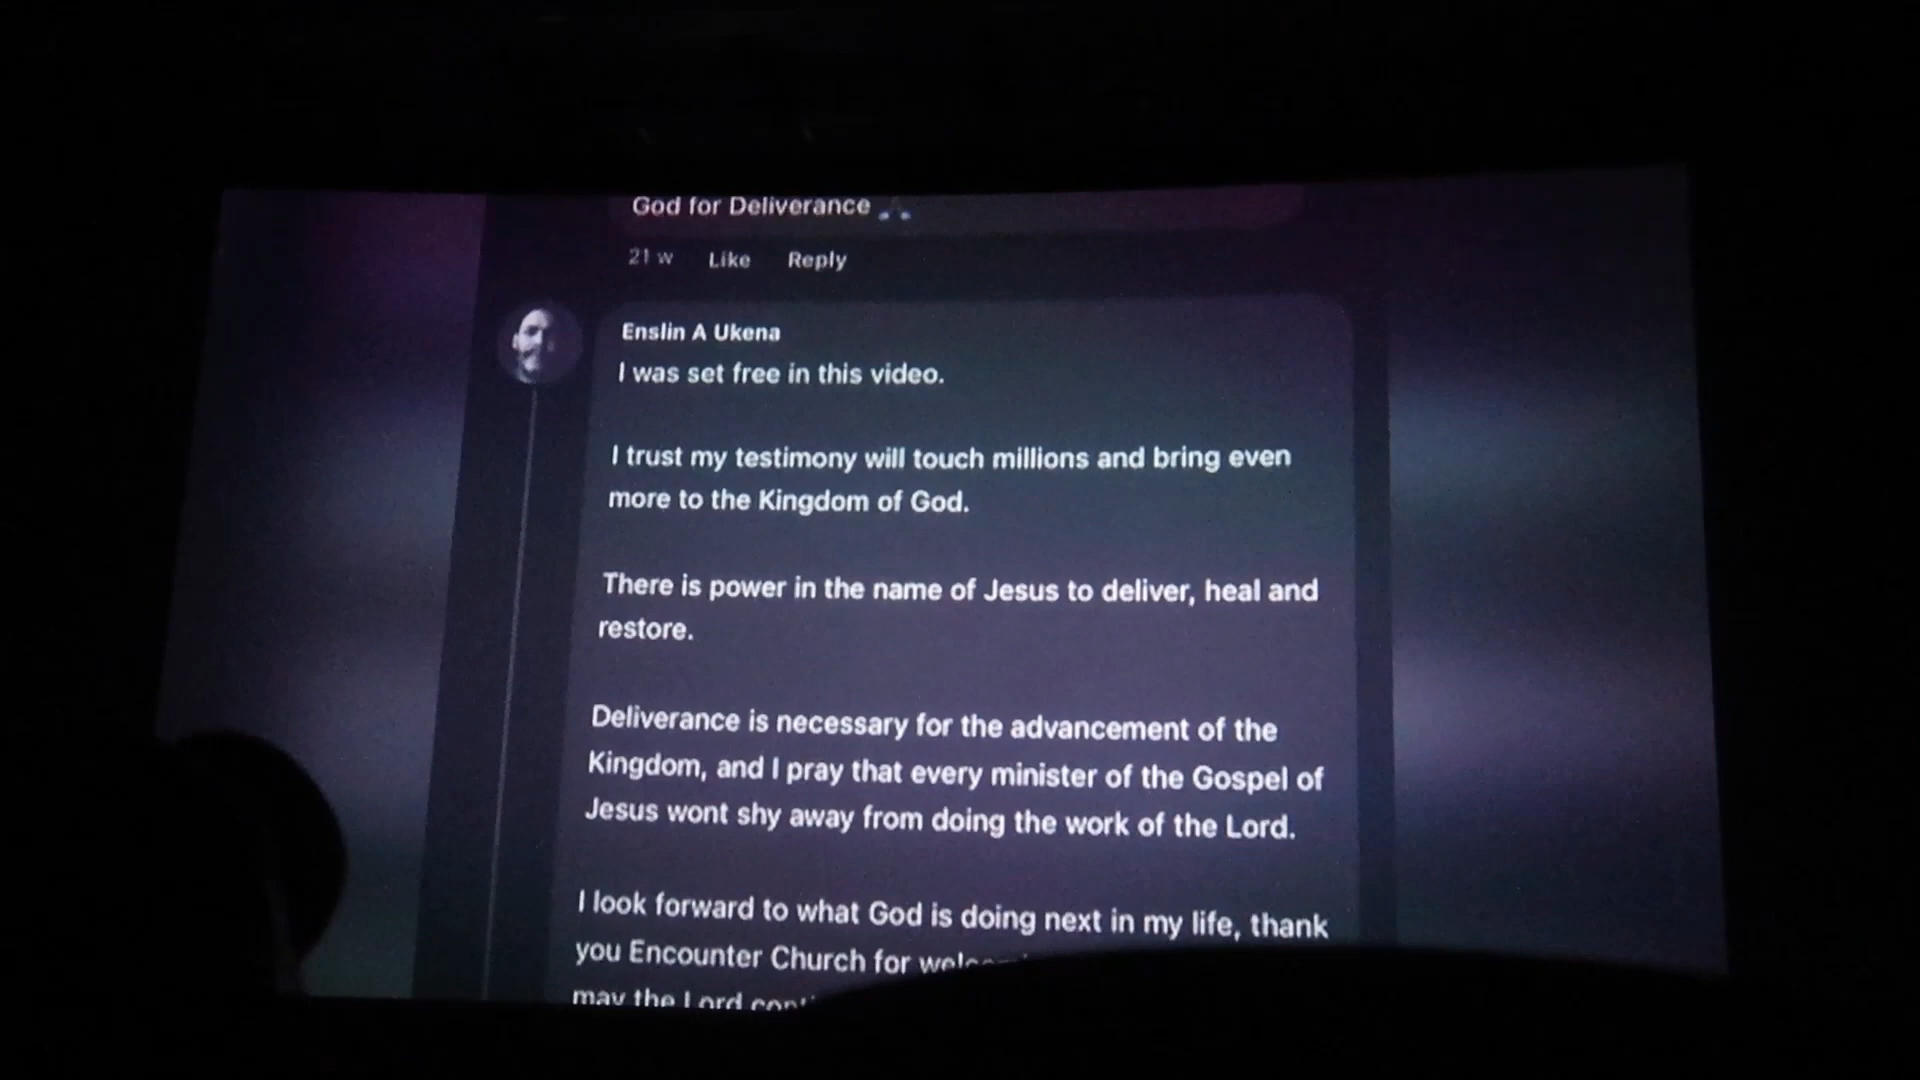 God for Deliverance
21 w Like Reply
Enslin A Ukena
I was set free in this video.
I trust my testimony will touch millions and bring even
more to the Kingdom of God.
There is power in the name of Jesus to deliver, heal and
restore.
Deliverance is necessary for the advancement of the
Kingdom, and I pray that every minister of the Gospel of
Jesus wont shy away from doing the work of the Lord.
I look forward to what God is doing next in my life, thank
you Encounter Church for
may the Lord